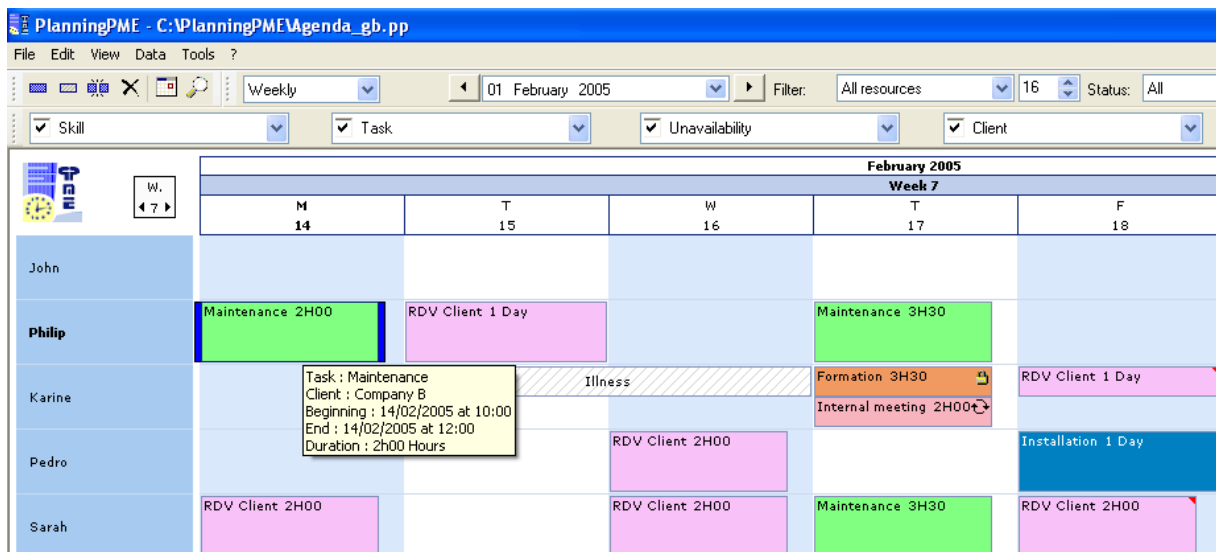 PlanningPME - C:\PlanningPME\Agenda_gb.pp
File Edit View Data Tools ?
Weekly 01 February 2005 Filter: All resources 16 Status: All
Skill Task Unavailability Client
February 2005
Week 7
PME W. 7
M T W T F
14 15 16 17 18
John
Philip
Maintenance 2H00 RDV Client 1 Day Maintenance 3H30
Karine
Illness Formation 3H30 RDV Client 1 Day
Internal meeting 2H00
Task : Maintenance
Client : Company B
Beginning : 14/02/2005 at 10:00
End : 14/02/2005 at 12:00
Duration : 2h00 Hours
Pedro
RDV Client 2H00 Installation 1 Day
Sarah
RDV Client 2H00 RDV Client 2H00 Maintenance 3H30 RDV Client 2H00